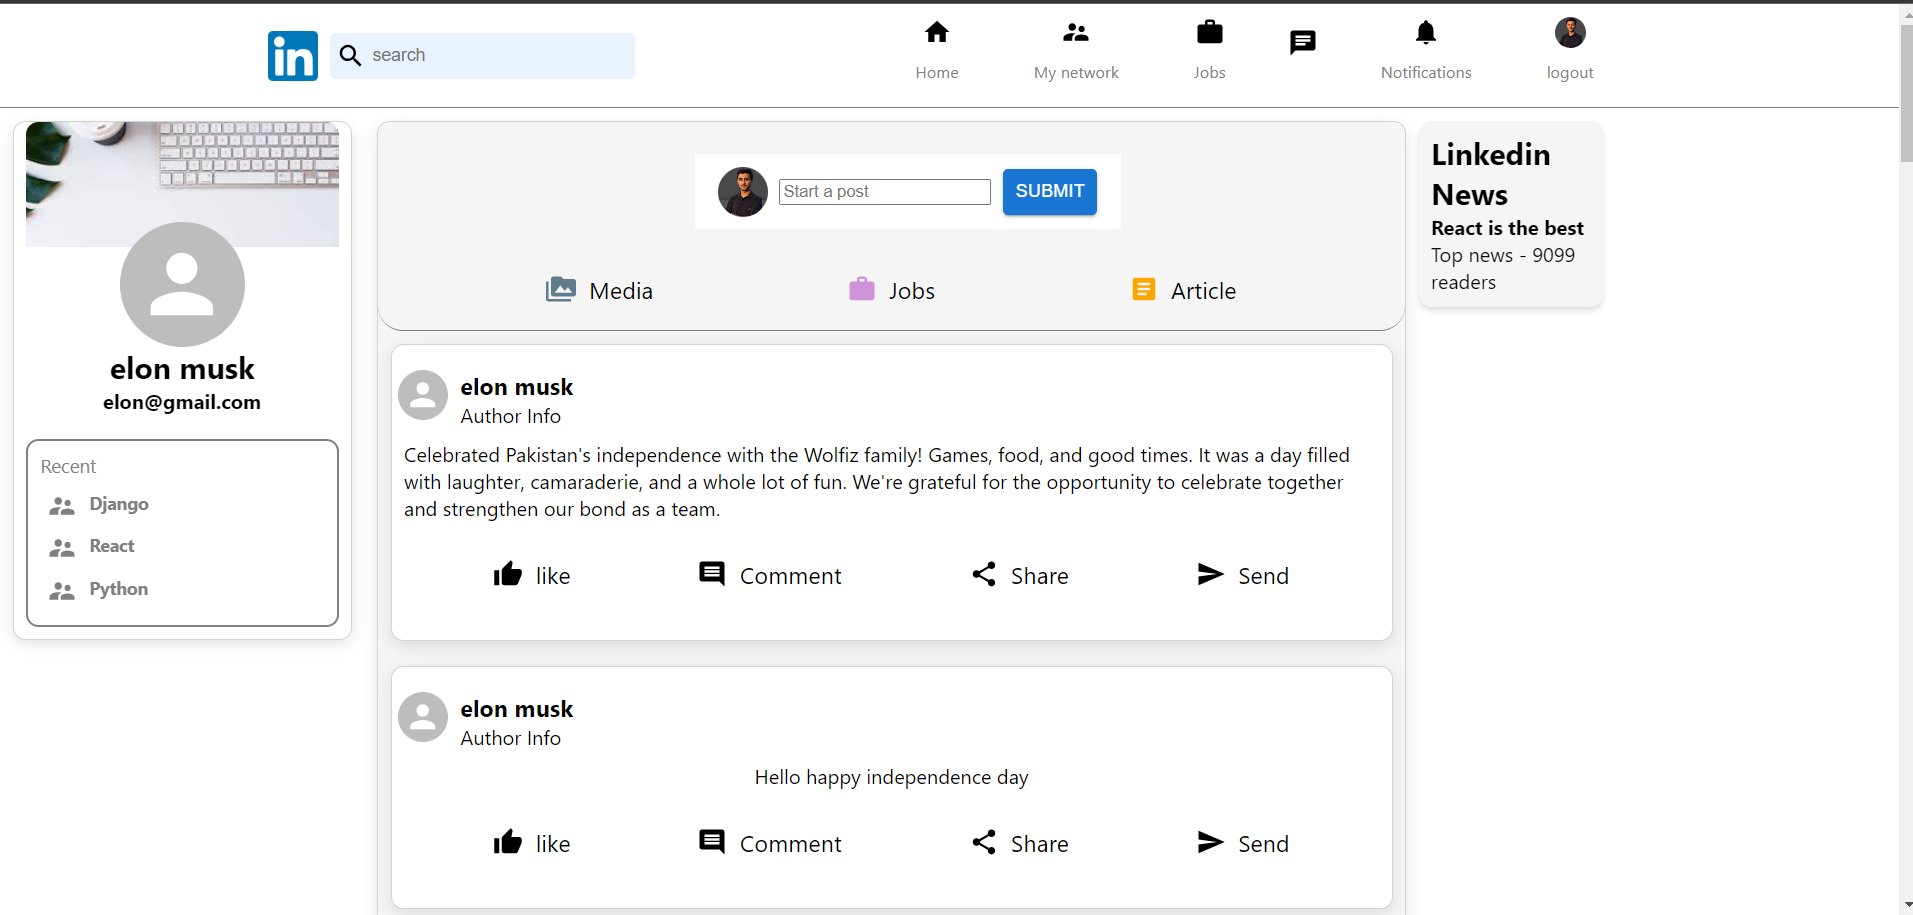 in
search
Home
My network
Jobs
Notifications
logout
elon musk
elon@gmail.com
Recent
Django
React
Python
Start a post
SUBMIT
Media
Jobs
Article
elon musk
Author Info
Celebrated Pakistan's independence with the Wolfiz family! Games, food, and good times. It was a day filled
with laughter, camaraderie, and a whole lot of fun. We're grateful for the opportunity to celebrate together
and strengthen our bond as a team.
like
Comment
Share
Send
elon musk
Author Info
Hello happy independence day
like
Comment
Share
Send
Linkedin
News
React is the best
Top news - 9099
readers